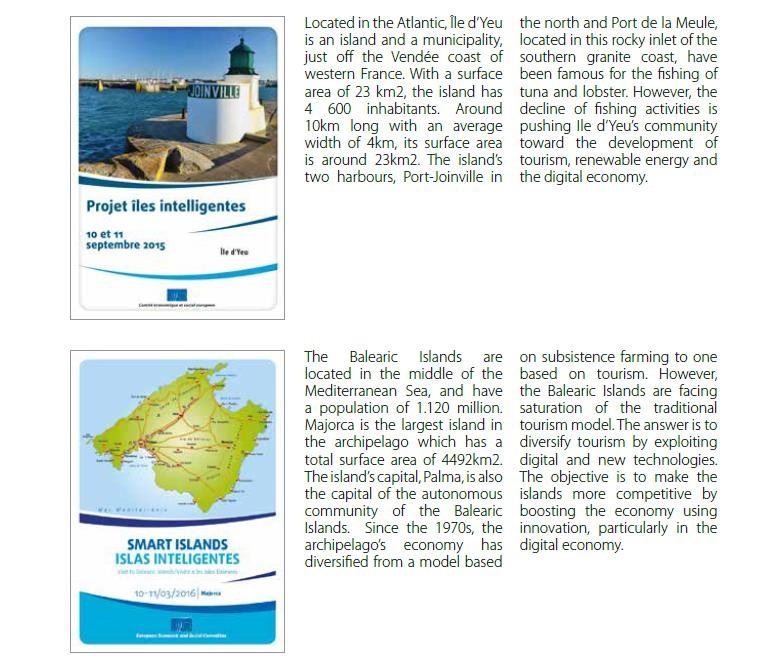 JOINVILLE
Projet îles intelligentes
10 et 11
septembre 2015
Île d'Yeu
Comité économique et social européen
Located in the Atlantic, Île d'Yeu
is an island and a municipality,
just off the Vendée coast of
western France. With a surface
area of 23 km2, the island has
4 600 inhabitants. Around
10km long with an average
width of 4km, its surface area
is around 23km2. The island's
two harbours, Port-Joinville in
the north and Port de la Meule,
located in this rocky inlet of the
southern granite coast, have
been famous for the fishing of
tuna and lobster. However, the
decline of fishing activities is
pushing Ile d'Yeu's community
toward the development of
tourism, renewable energy and
the digital economy.
Mar Mediterrània
SMART ISLANDS
ISLAS INTELIGENTES
10-11/03/2016 | Majorca
European Economic and Social Committee
The Balearic Islands are
located in the middle of the
Mediterranean Sea, and have
a population of 1.120 million.
Majorca is the largest island in
the archipelago which has a
total surface area of 4492km2.
The island's capital, Palma, is also
the capital of the autonomous
community of the Balearic
Islands. Since the 1970s, the
archipelago's economy has
diversified from a model based
on subsistence farming to one
based on tourism. However,
the Balearic Islands are facing
saturation of the traditional
tourism model. The answer is to
diversify tourism by exploiting
digital and new technologies.
The objective is to make the
islands more competitive by
boosting the economy using
innovation, particularly in the
digital economy.